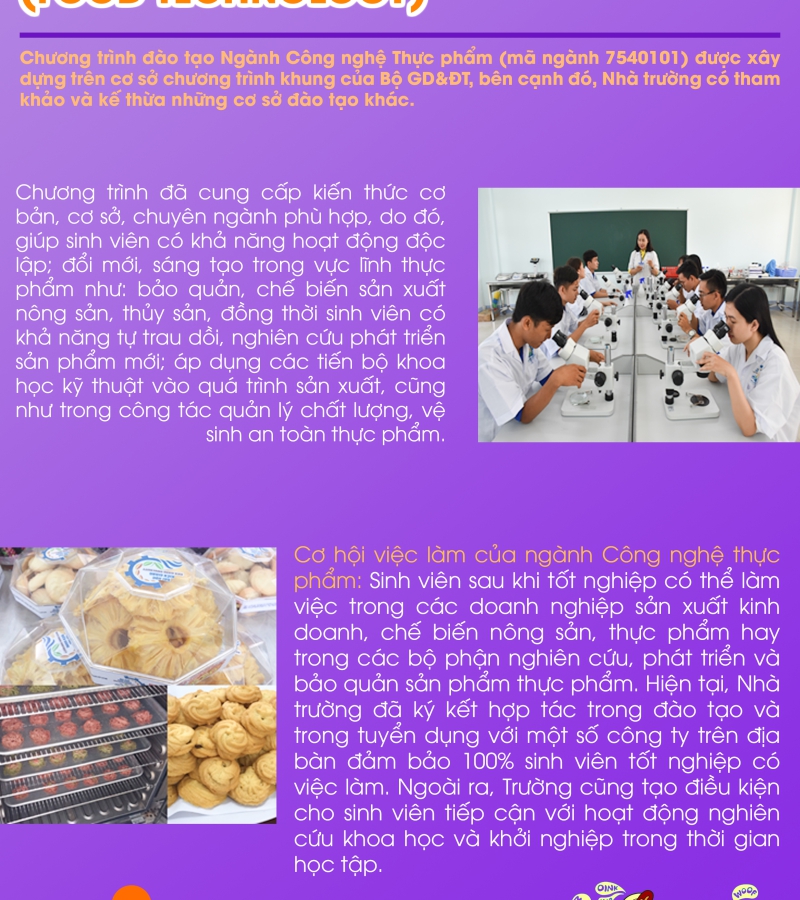 (FOOD TECHNOLOGY)
Chương trình đào tạo Ngành Công nghệ Thực phẩm (mã ngành 7540101) được xây
dựng trên cơ sở chương trình khung của Bộ GD&ĐT, bên cạnh đó, Nhà trường có tham
khảo và kế thừa những cơ sở đào tạo khác.
Chương trình đã cung cấp kiến thức cơ
bản, cơ sở, chuyên ngành phù hợp, do đó,
giúp sinh viên có khả năng hoạt động độc
lập; đổi mới, sáng tạo trong vực lĩnh thực
phẩm như: bảo quản, chế biến sản xuất
nông sản, thủy sản, đồng thời sinh viên có
khả năng tự trau dồi, nghiên cứu phát triển
sản phẩm mới; áp dụng các tiến bộ khoa
học kỹ thuật vào quá trình sản xuất, cũng
như trong công tác quản lý chất lượng, vệ
sinh an toàn thực phẩm.
Cơ hội việc làm của ngành Công nghệ thực
phẩm: Sinh viên sau khi tốt nghiệp có thể làm
việc trong các doanh nghiệp sản xuất kinh
doanh, chế biến nông sản, thực phẩm hay
trong các bộ phận nghiên cứu, phát triển và
bảo quản sản phẩm thực phẩm. Hiện tại, Nhà
trường đã ký kết hợp tác trong đào tạo và
trong tuyển dụng với một số công ty trên địa
bàn đảm bảo 100% sinh viên tốt nghiệp có
việc làm. Ngoài ra, Trường cũng tạo điều kiện
cho sinh viên tiếp cận với hoạt động nghiên
cứu khoa học và khởi nghiệp trong thời gian
học tập.
OINK
WOOF